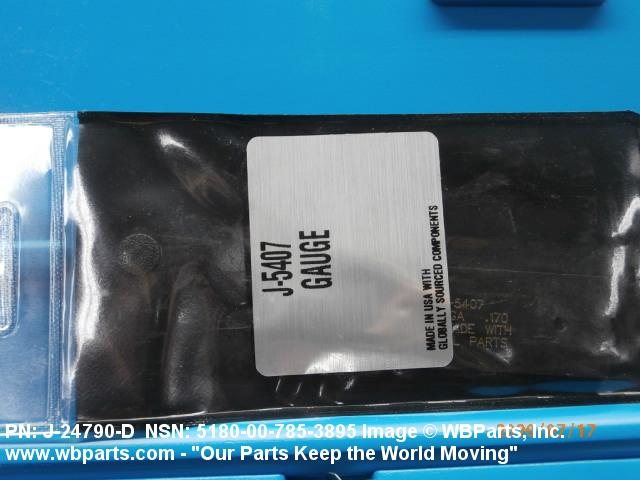 J-5407
GAUGE
MADE IN USA WITH
GLOBALLY SOURCED COMPONENTS
5407
.170
WITH
PARTS
PN: J-24790-D NSN: 5180-00-785-3895 Image © WBParts, Inc.
www.wbparts.com - "Our Parts Keep the World Moving"